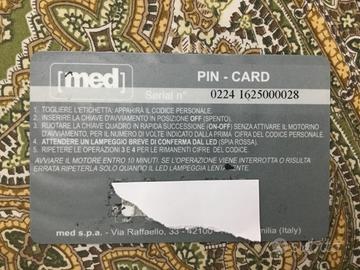 [med]
PIN - CARD
Serial n° 0224 1625000028
1. TOGLIERE L'ETICHETTA: APPARIRÀ IL CODICE PERSONALE.
2. INSERIRE LA CHIAVE D'AVVIAMENTO IN POSIZIONE OFF (SPENTO).
3. RUOTARE LA CHIAVE QUADRO IN RAPIDA SUCCESSIONE (ON-OFF) SENZA ATTIVARE IL MOTORINO
D'AVVIAMENTO, PER IL NUMERO DI VOLTE INDICATO DALLA PRIMA CIFRA DEL CODICE PERSONALE.
4. ATTENDERE UN LAMPEGGIO BREVE DI CONFERMA DAL LED (SPIA ROSSA).
5. RIPETERE LE OPERAZIONI 3 E 4 PER LE RIMANENTI CIFRE DEL CODICE.
AVVIARE IL MOTORE ENTRO 10 MINUTI. SE L'OPERAZIONE VIENE INTERROTTA O RISULTA
ERRATA RIPETERLA SOLO QUANDO IL LED LAMPEGGIA
med s.p.a. - Via Raffaello, 33 - 42100 (Italy)